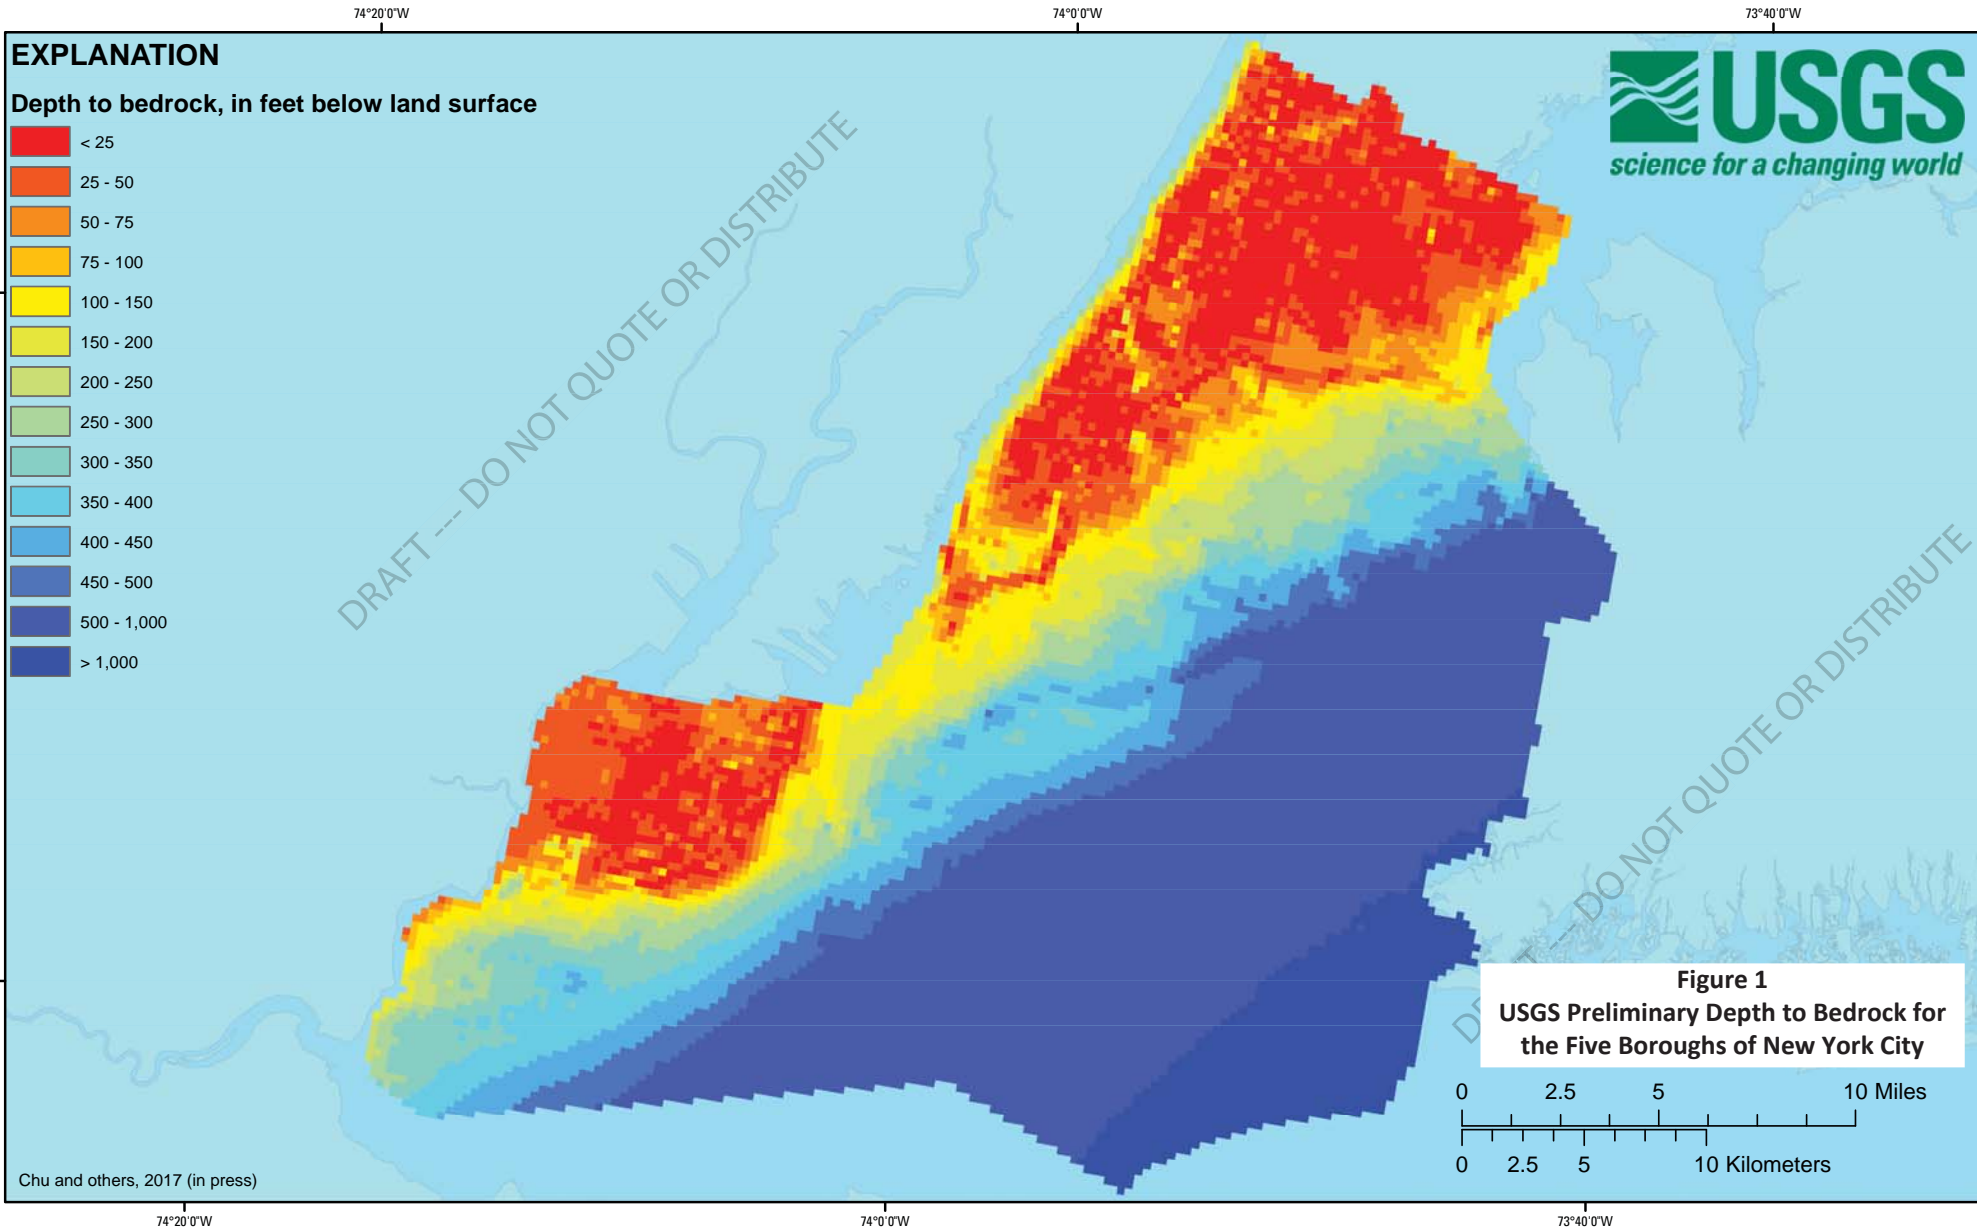 74°20'0"W
74°0'0"W
73°40'0"W
EXPLANATION
Depth to bedrock, in feet below land surface
< 25
25 - 50
50 - 75
75 - 100
100 - 150
150 - 200
200 - 250
250 - 300
300 - 350
350 - 400
400 - 450
450 - 500
500 - 1,000
> 1,000
USGS
science for a changing world
DRAFT ---- DO NOT QUOTE OR DISTRIBUTE
DO NOT QUOTE OR DISTRIBUTE
Figure 1
USGS Preliminary Depth to Bedrock for
the Five Boroughs of New York City
0 2.5 5 10 Miles
0 2.5 5 10 Kilometers
Chu and others, 2017 (in press)
74°20'0"W
74°0'0"W
73°40'0"W